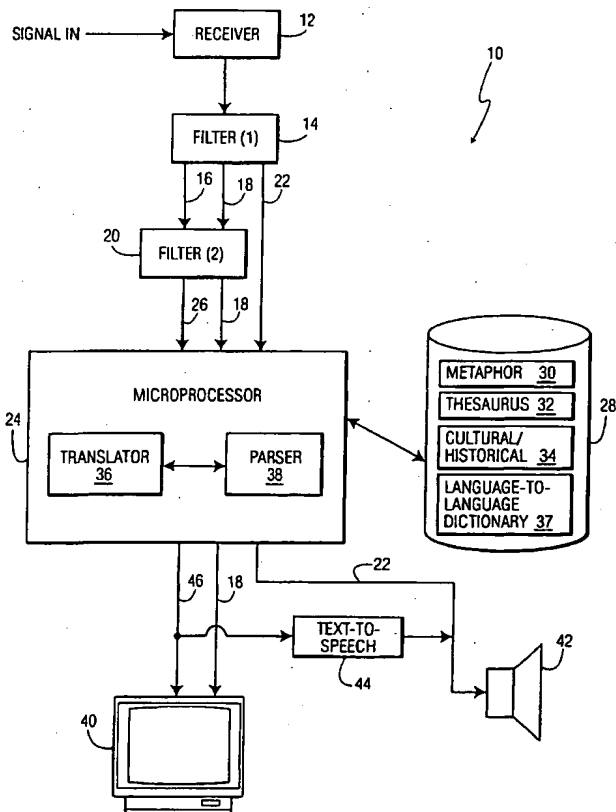 SIGNAL IN
RECEIVER
12
10
FILTER (1)
14
16
18
22
20
FILTER (2)
26
18
MICROPROCESSOR
24
TRANSLATOR
36
PARSER
38
METAPHOR 30
THESAURUS 32
CULTURAL/
HISTORICAL 34
LANGUAGE-TO-
LANGUAGE
DICTIONARY 37
28
46
18
22
TEXT-TO-
SPEECH
44
42
40